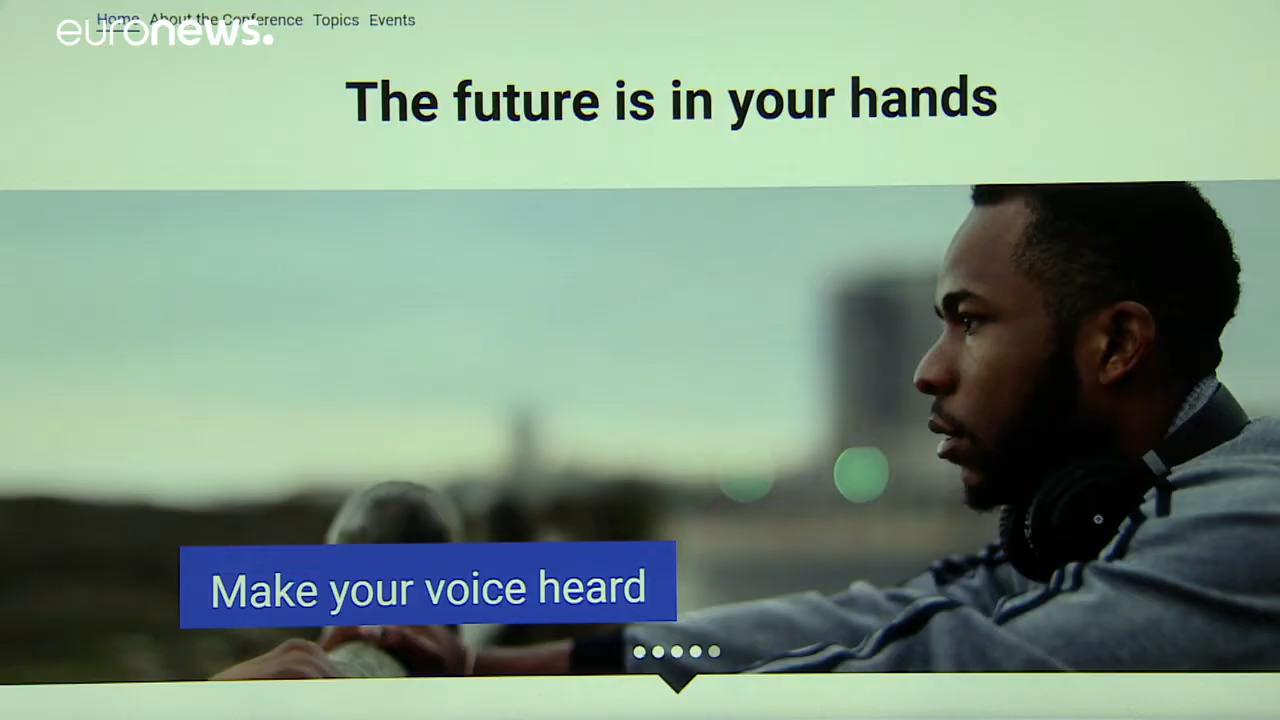 Home About the Conference Topics Events
euronews.
The future is in your hands
Make your voice heard